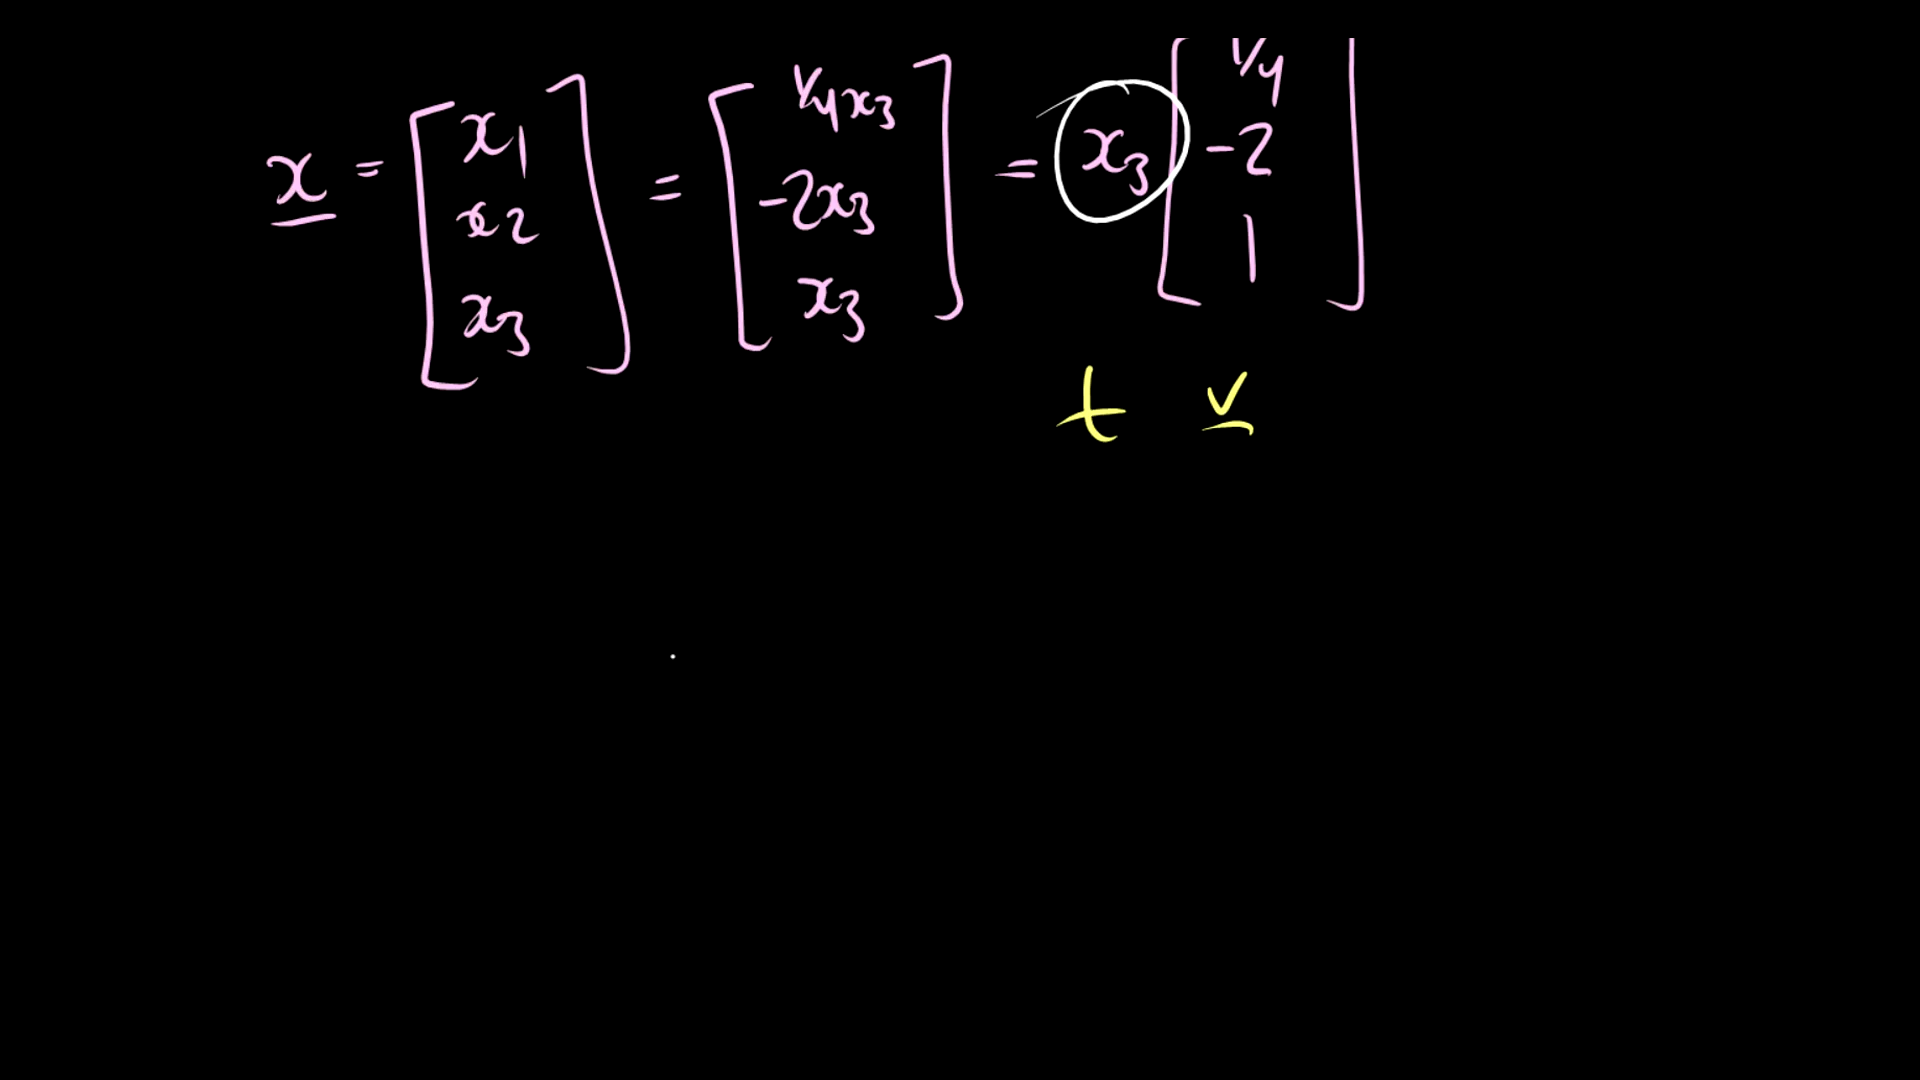 x = [x1 x2 x3] = [1/4x3 -2x3 x3] = x3 [1/4 -2 1]
t v